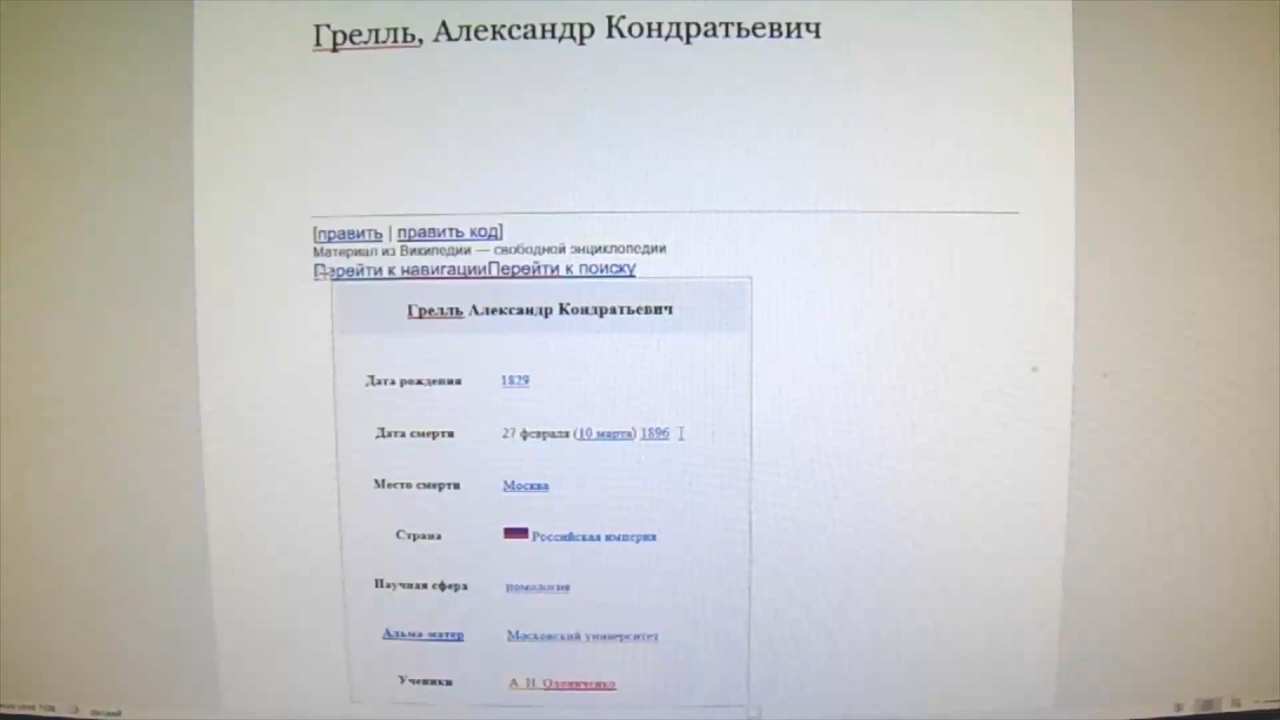 Грелль, Александр Кондратьевич
[править | править код]
Материал из Википедии — свободной энциклопедии
Перейти к навигацииПерейти к поиску
Грелль Александр Кондратьевич
Дата рождения 1829
Дата смерти 27 февраля (10 марта) 1896
Место смерти Москва
Страна Российская империя
Научная сфера помология
Альма-матер Московский университет
Ученики А. И.